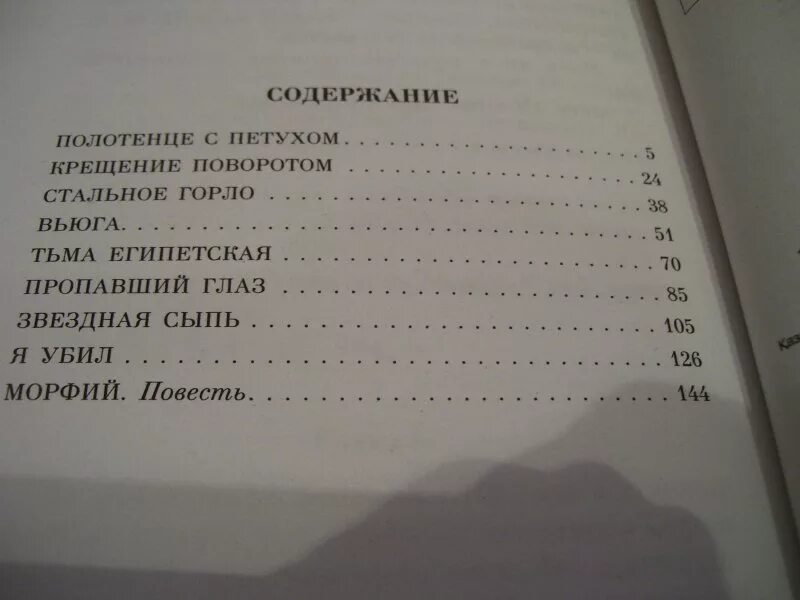 СОДЕРЖАНИЕ
ПОЛОТЕНЦЕ С ПЕТУХОМ. . . . . . . . . . . . . . . . . . . . 5
КРЕЩЕНИЕ ПОВОРОТОМ . . . . . . . . . . . . . . . . . . . . 24
СТАЛЬНОЕ ГОРЛО . . . . . . . . . . . . . . . . . . . . . . . . 38
ВЬЮГА. . . . . . . . . . . . . . . . . . . . . . . . . . . . . . . . 51
ТЬМА ЕГИПЕТСКАЯ . . . . . . . . . . . . . . . . . . . . . . . 70
ПРОПАВШИЙ ГЛАЗ . . . . . . . . . . . . . . . . . . . . . . . 85
ЗВЕЗДНАЯ СЫПЬ . . . . . . . . . . . . . . . . . . . . . . . . 105
Я УБИЛ . . . . . . . . . . . . . . . . . . . . . . . . . . . . . . 126
МОРФИЙ. Повесть. . . . . . . . . . . . . . . . . . . . . . . . 144